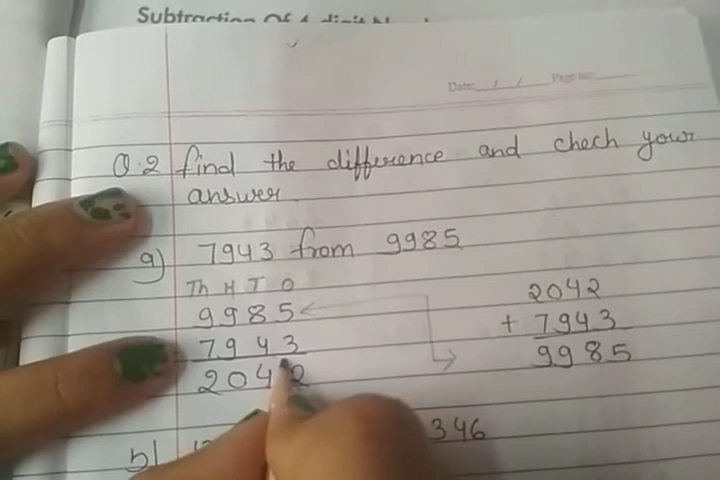 Subtraction Of 4 digit
Date: / / Page No:
Q.2 find the difference and chech your
answer.
a) 7943 from 9985
Th H T O
9985
7943
2042
2042
+ 7943
9985
b) 346